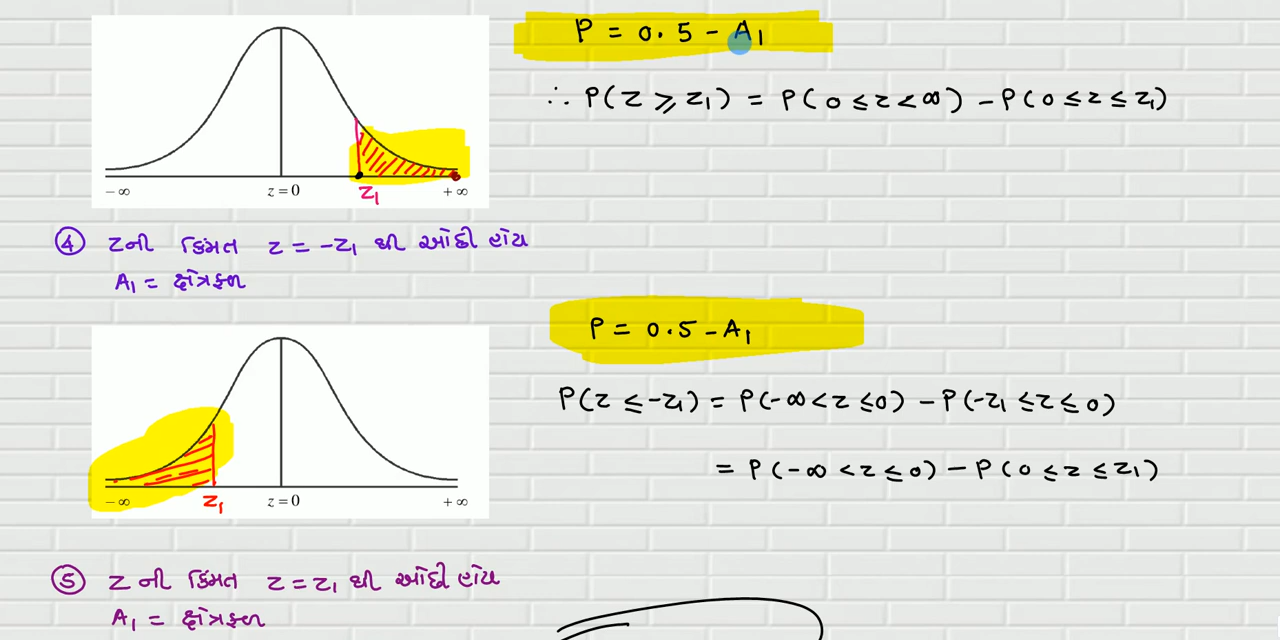 P = 0.5 - A₁
∴ P(Z ⩾ Z₁) = P(0 ≤ Z < ∞) - P(0 ≤ Z ≤ Z₁)
-∞ z = 0 Z₁ +∞
④ Zની કિંમત Z = -Z₁ થી ઓછી હોય
A₁ = ક્ષેત્રફળ
P = 0.5 - A₁
P(Z ≤ -Z₁) = P(-∞ < Z ≤ 0) - P(-Z₁ ≤ Z ≤ 0)
= P(-∞ < Z ≤ 0) - P(0 ≤ Z ≤ Z₁)
-∞ Z₁ z = 0 +∞
⑤ Z ની કિંમત Z = Z₁ થી ઓછી હોય
A₁ = ક્ષેત્રફળ